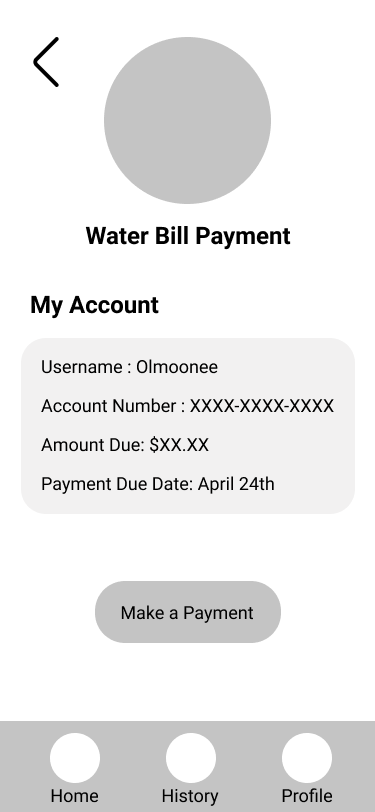 Water Bill Payment
My Account
Username : Olmoonee
Account Number : XXXX-XXXX-XXXX
Amount Due: $XX.XX
Payment Due Date: April 24th
Make a Payment
Home
History
Profile